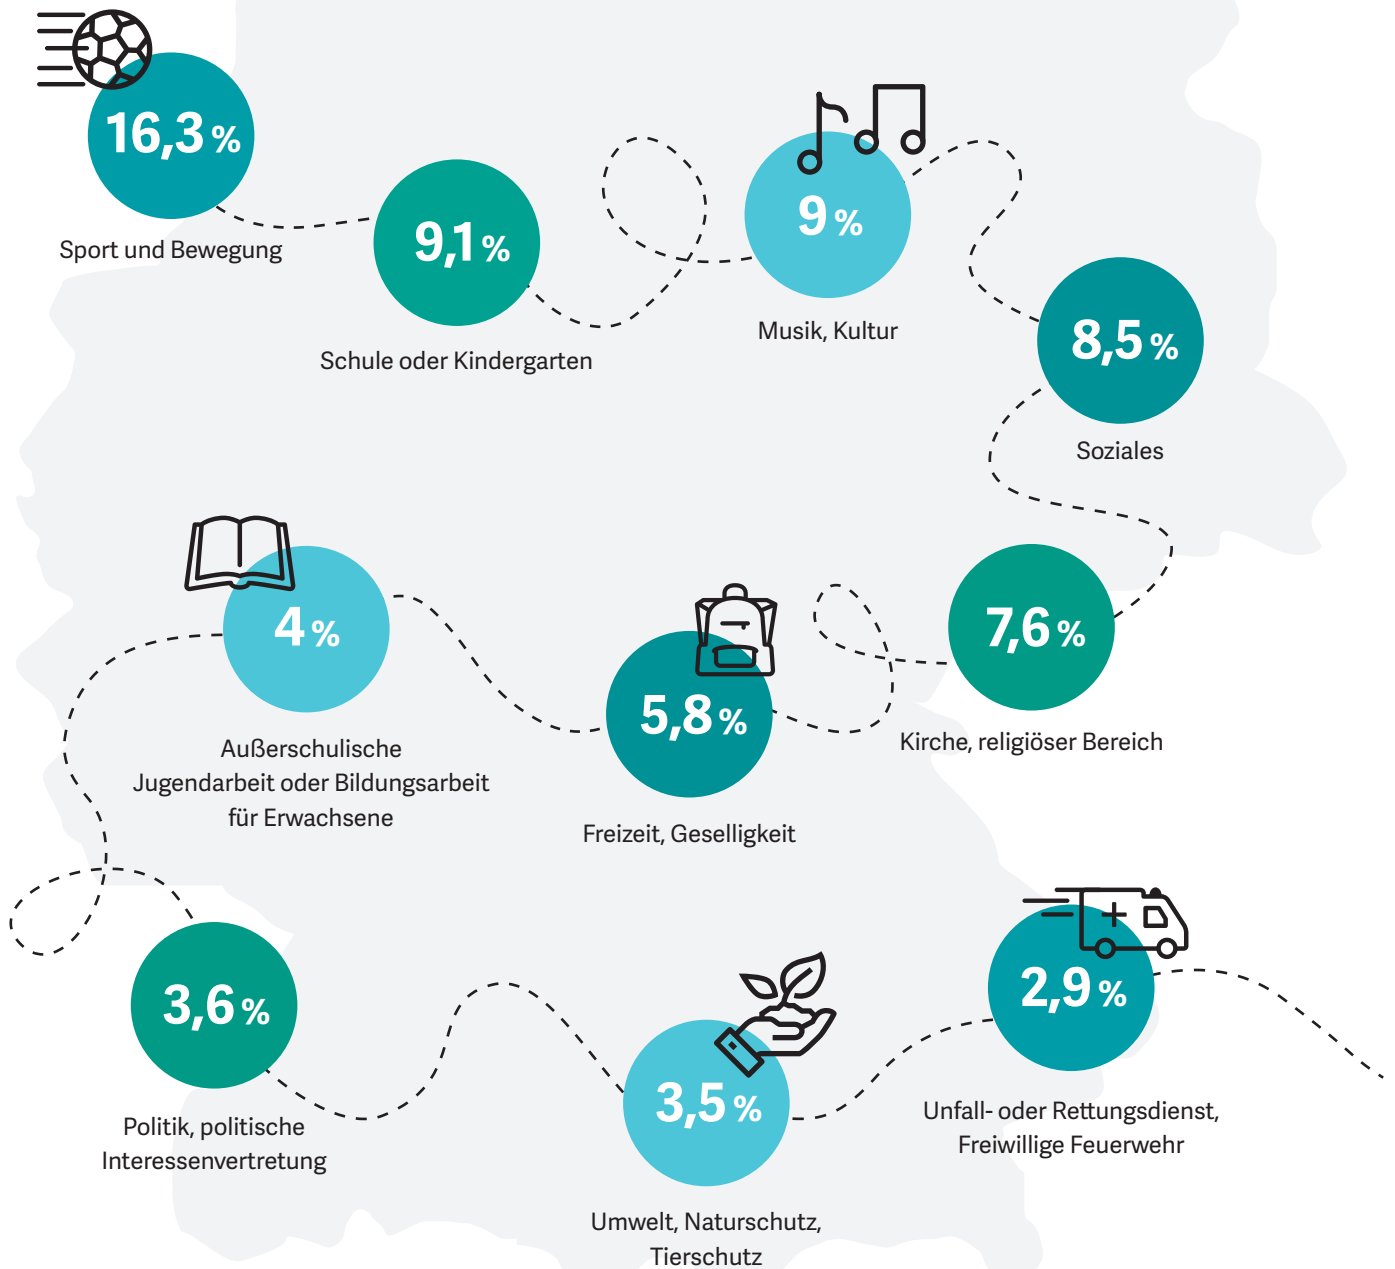 16,3 %
Sport und Bewegung
9,1 %
Schule oder Kindergarten
9 %
Musik, Kultur
8,5 %
Soziales
7,6 %
Kirche, religiöser Bereich
5,8 %
Freizeit, Geselligkeit
4 %
Außerschulische
Jugendarbeit oder Bildungsarbeit
für Erwachsene
3,6 %
Politik, politische
Interessenvertretung
3,5 %
Umwelt, Naturschutz,
Tierschutz
2,9 %
Unfall- oder Rettungsdienst,
Freiwillige Feuerwehr